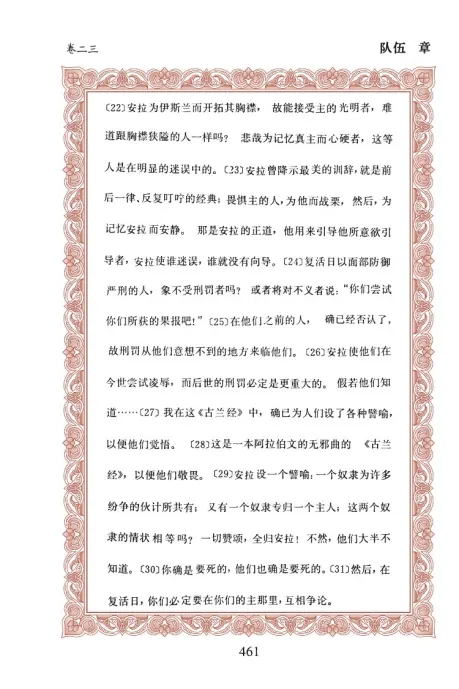 卷二三
队伍 章
〔22〕安拉为伊斯兰而开拓其胸襟， 故能接受主的光明者，难
道跟胸襟狭隘的人一样吗？ 悲哉为记忆真主而心硬者，这等
人是在明显的迷误中的。〔23〕安拉曾降示最美的训辞，就是前
后一律、反复叮咛的经典；畏惧主的人，为他而战栗，然后，为
记忆安拉而安静。 那是安拉的正道，他用来引导他所意欲引
导者，安拉使谁迷误，谁就没有向导。〔24〕复活日以面部防御
严刑的人，象不受刑罚者吗？ 或者将对不义者说：“你们尝试
你们所获的果报吧！”〔25〕在他们之前的人， 确已经否认了，
故刑罚从他们意想不到的地方来临他们。〔26〕安拉使他们在
今世尝试凌辱，而后世的刑罚必定是更重大的。 假若他们知
道……〔27〕我在这《古兰经》中，确已为人们设了各种譬喻，
以便他们觉悟。 〔28〕这是一本阿拉伯文的无邪曲的 《古兰
经》，以便他们敬畏。〔29〕安拉设一个譬喻：一个奴隶为许多
纷争的伙计所共有； 又有一个奴隶专归一个主人；这两个奴
隶的情状相等吗？ 一切赞颂，全归安拉！不然，他们大半不
知道。〔30〕你确是要死的，他们也确是要死的。〔31〕然后，在
复活日，你们必定要在你们的主那里，互相争论。
461